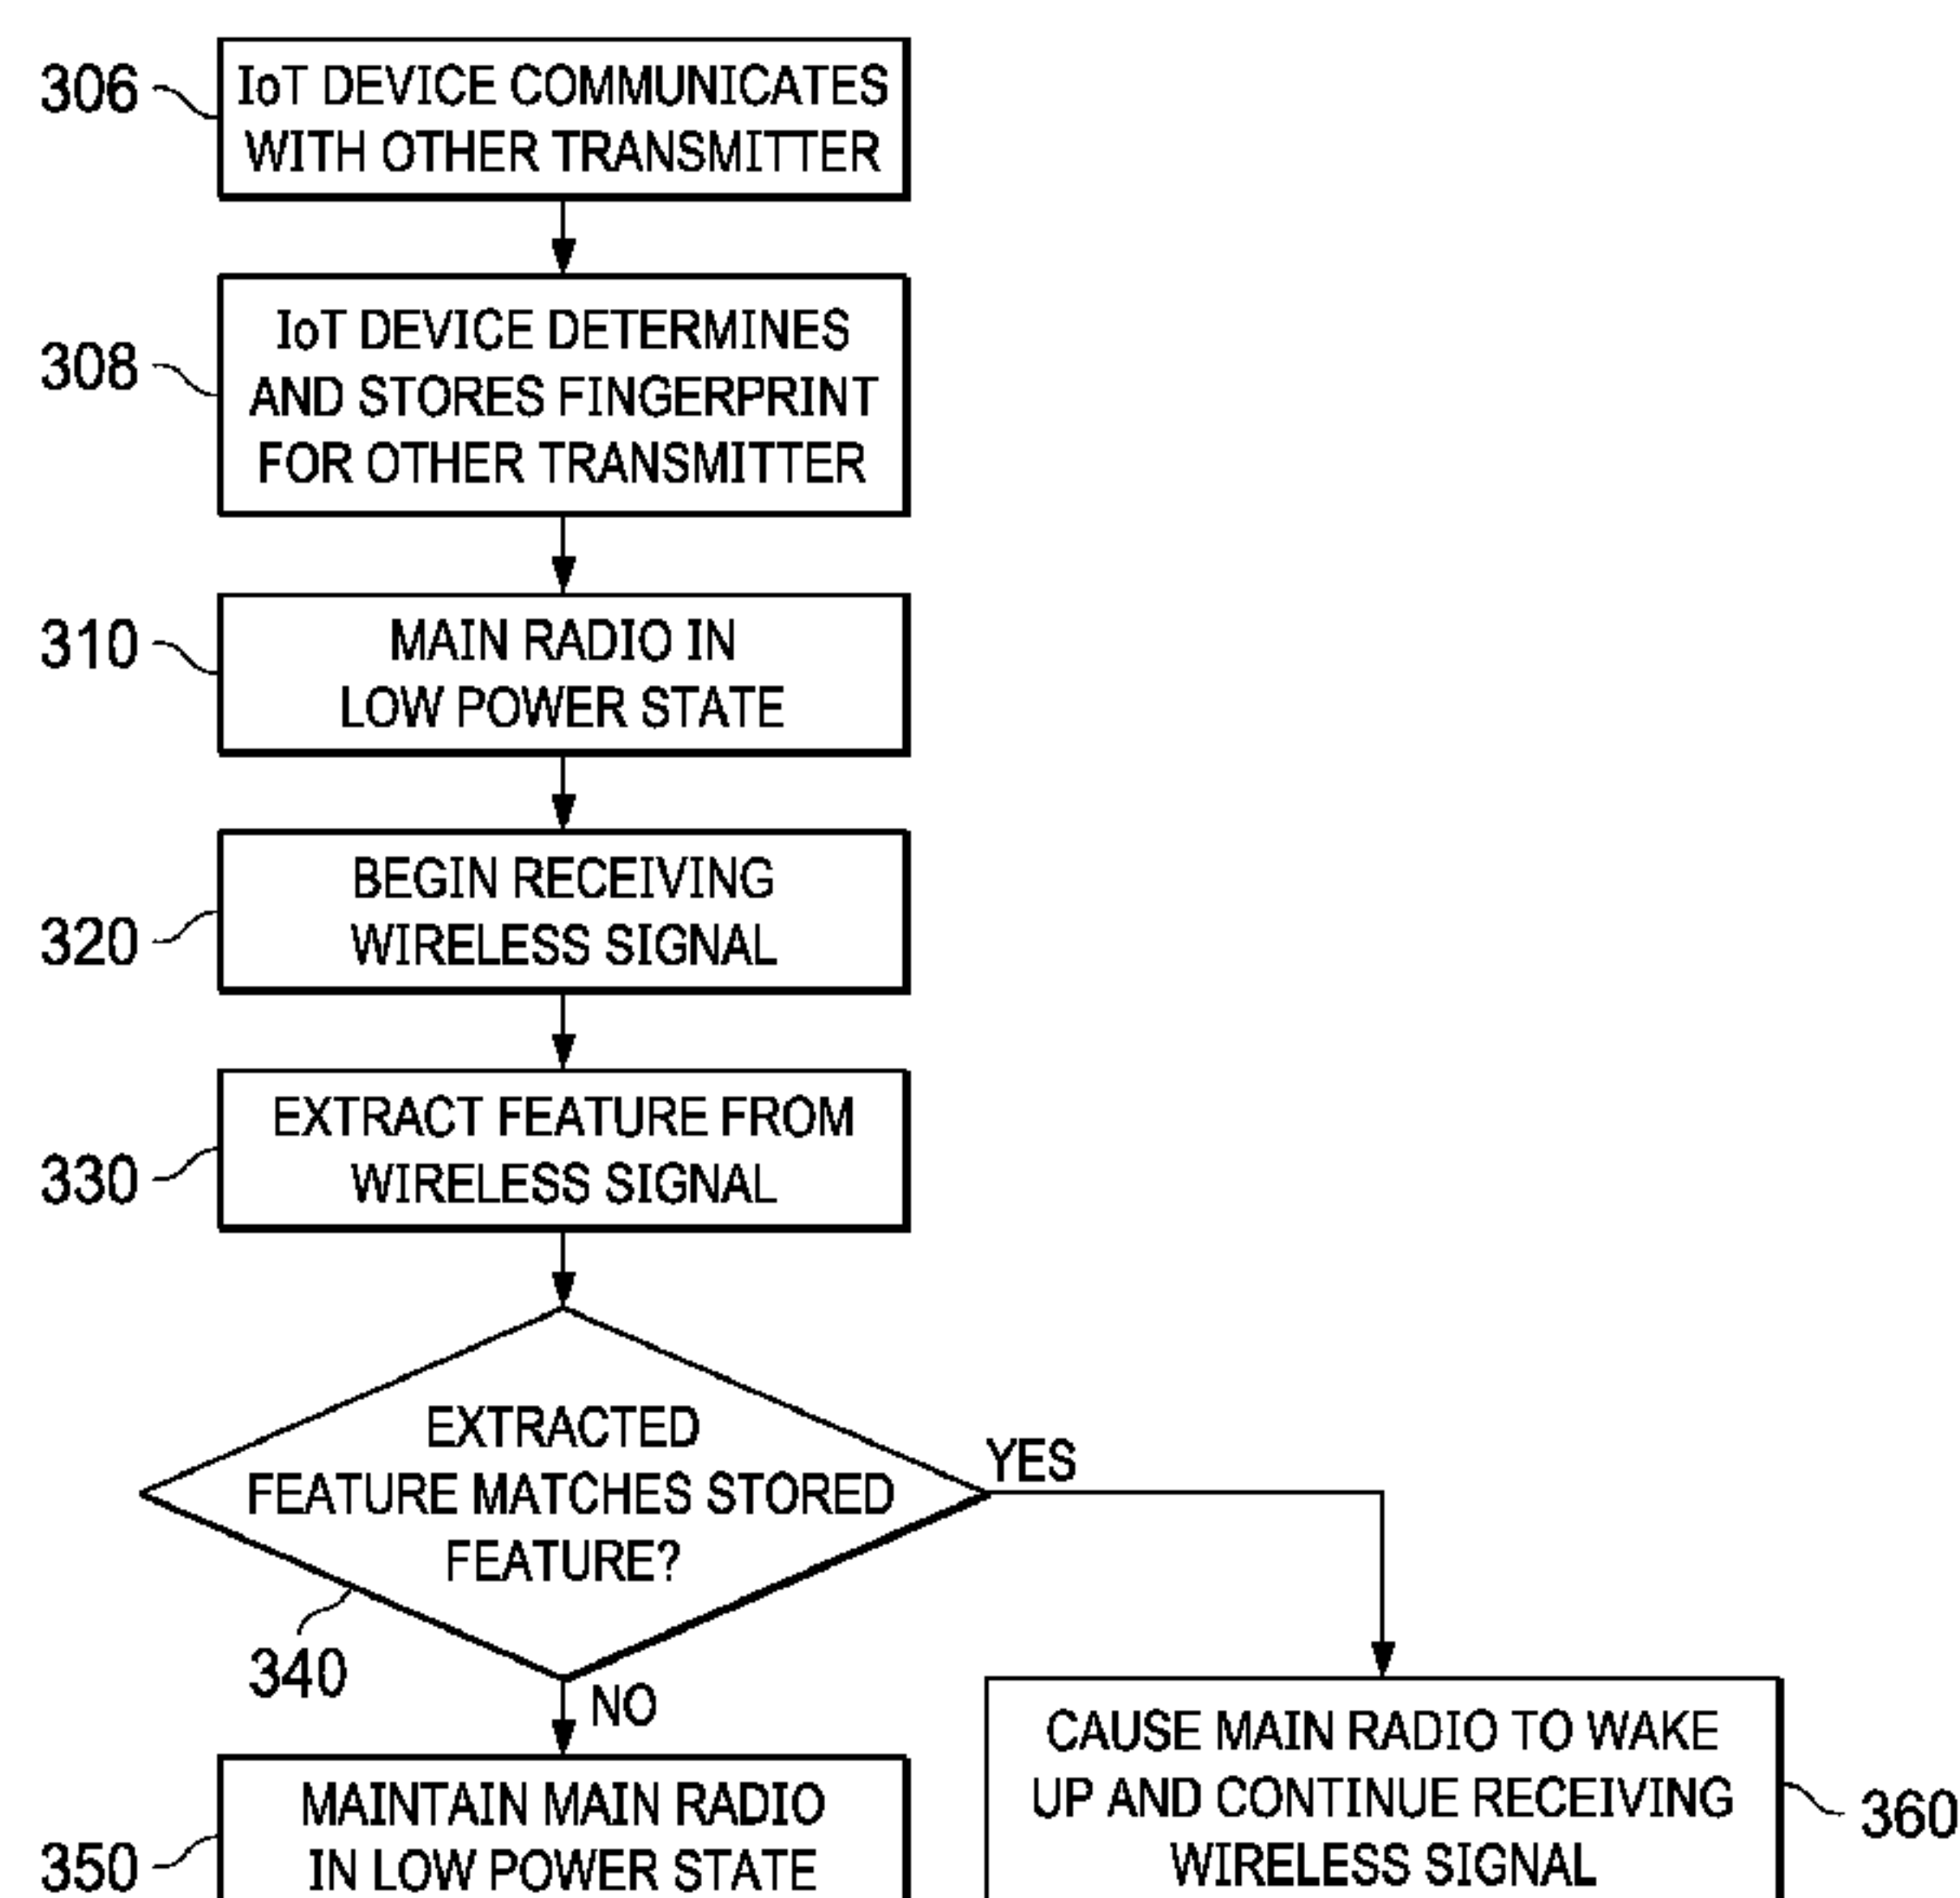 306
IoT DEVICE COMMUNICATES
WITH OTHER TRANSMITTER
308
IoT DEVICE DETERMINES
AND STORES FINGERPRINT
FOR OTHER TRANSMITTER
310
MAIN RADIO IN
LOW POWER STATE
320
BEGIN RECEIVING
WIRELESS SIGNAL
330
EXTRACT FEATURE FROM
WIRELESS SIGNAL
EXTRACTED
FEATURE MATCHES STORED
FEATURE?
YES
340
NO
350
MAINTAIN MAIN RADIO
IN LOW POWER STATE
CAUSE MAIN RADIO TO WAKE
UP AND CONTINUE RECEIVING
WIRELESS SIGNAL
360